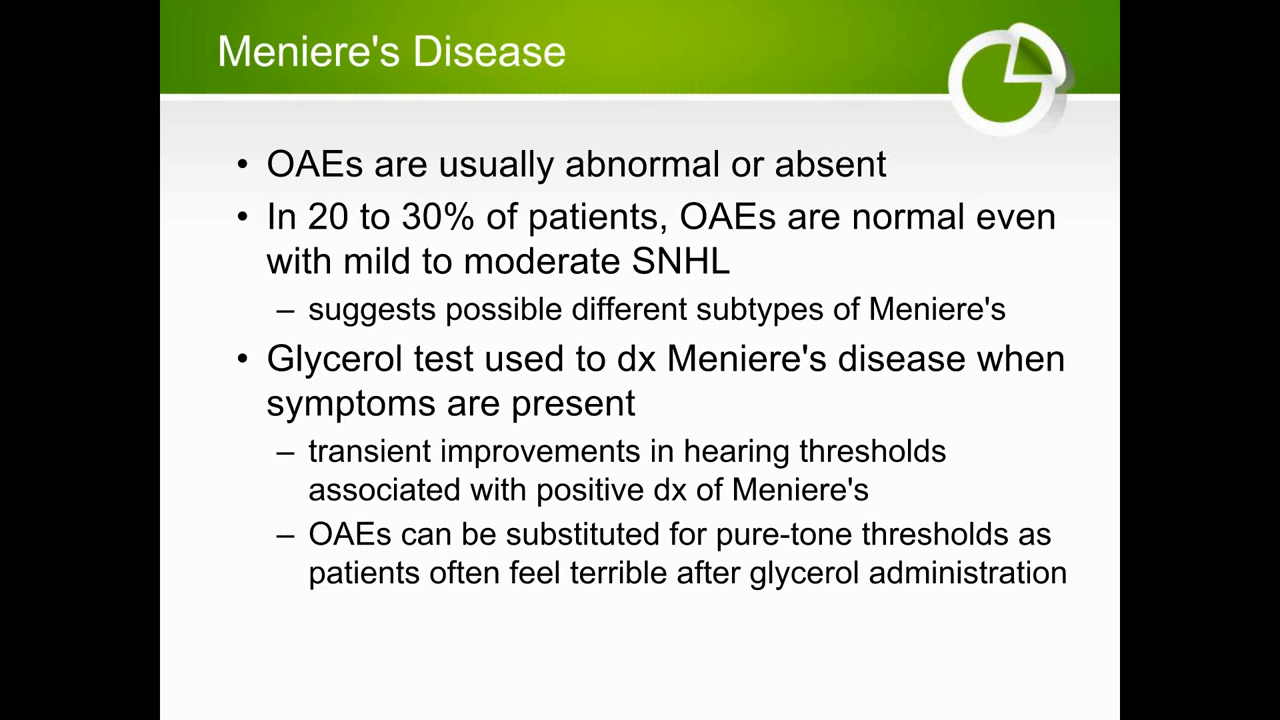 Meniere's Disease
• OAEs are usually abnormal or absent
• In 20 to 30% of patients, OAEs are normal even
with mild to moderate SNHL
– suggests possible different subtypes of Meniere's
• Glycerol test used to dx Meniere's disease when
symptoms are present
– transient improvements in hearing thresholds
associated with positive dx of Meniere's
– OAEs can be substituted for pure-tone thresholds as
patients often feel terrible after glycerol administration